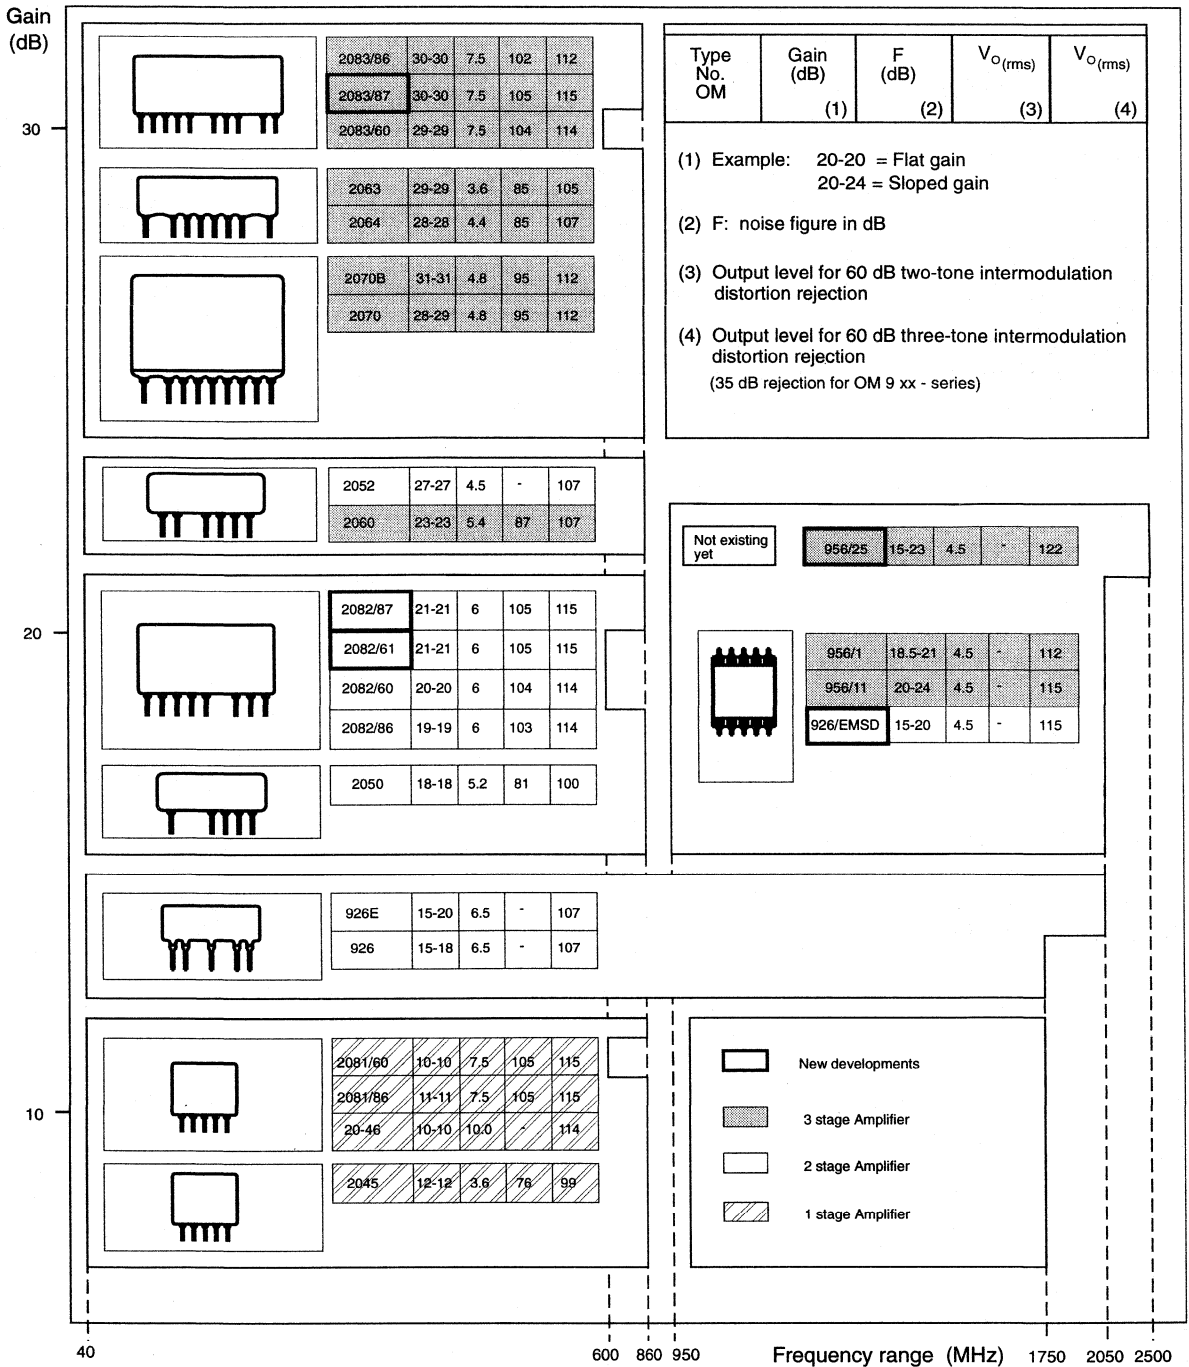 Gain
(dB)
30
20
10
2083/86 30-30 7.5 102 112
2083/87 30-30 7.5 105 115
2083/60 29-29 7.5 104 114
2063 29-29 3.6 85 105
2064 28-28 4.4 85 107
2070B 31-31 4.8 95 112
2070 28-29 4.8 95 112
Type No. OM
Gain (dB) (1)
F (dB) (2)
VO(rms) (3)
VO(rms) (4)
(1) Example: 20-20 = Flat gain
20-24 = Sloped gain
(2) F: noise figure in dB
(3) Output level for 60 dB two-tone intermodulation
distortion rejection
(4) Output level for 60 dB three-tone intermodulation
distortion rejection
(35 dB rejection for OM 9 xx - series)
2052 27-27 4.5 - 107
2060 23-23 5.4 87 107
Not existing
yet
956/25 15-23 4.5 - 122
2082/87 21-21 6 105 115
2082/61 21-21 6 105 115
2082/60 20-20 6 104 114
2082/86 19-19 6 103 114
956/1 18.5-21 4.5 - 112
956/11 20-24 4.5 - 115
926/EMSD 15-20 4.5 - 115
2050 18-18 5.2 81 100
926E 15-20 6.5 - 107
926 15-18 6.5 - 107
2081/60 10-10 7.5 105 115
2081/86 11-11 7.5 105 115
20-46 10-10 10.0 - 114
2045 12-12 3.6 76 99
New developments
3 stage Amplifier
2 stage Amplifier
1 stage Amplifier
40 600 860 950 Frequency range (MHz) 1750 2050 2500